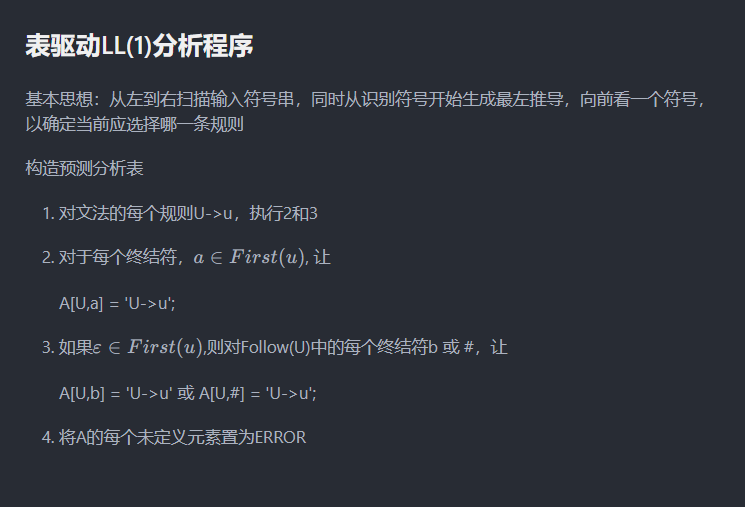 表驱动LL(1)分析程序
基本思想：从左到右扫描输入符号串，同时从识别符号开始生成最左推导，向前看一个符号，
以确定当前应选择哪一条规则
构造预测分析表
1. 对文法的每个规则U->u，执行2和3
2. 对于每个终结符，a ∈ First(u), 让
A[U,a] = 'U->u';
3. 如果ε ∈ First(u),则对Follow(U)中的每个终结符b 或 #，让
A[U,b] = 'U->u' 或 A[U,#] = 'U->u';
4. 将A的每个未定义元素置为ERROR